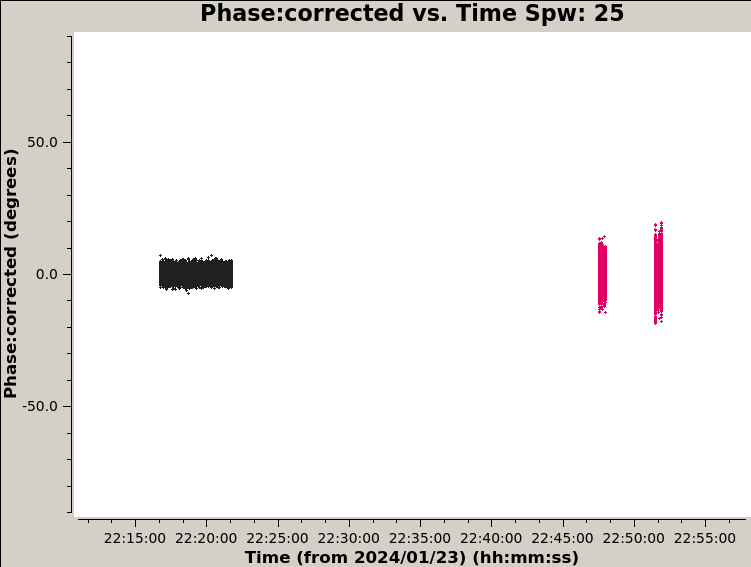 Phase:corrected vs. Time Spw: 25
Phase:corrected (degrees)
50.0
0.0
-50.0
22:15:00 22:20:00 22:25:00 22:30:00 22:35:00 22:40:00 22:45:00 22:50:00 22:55:00
Time (from 2024/01/23) (hh:mm:ss)